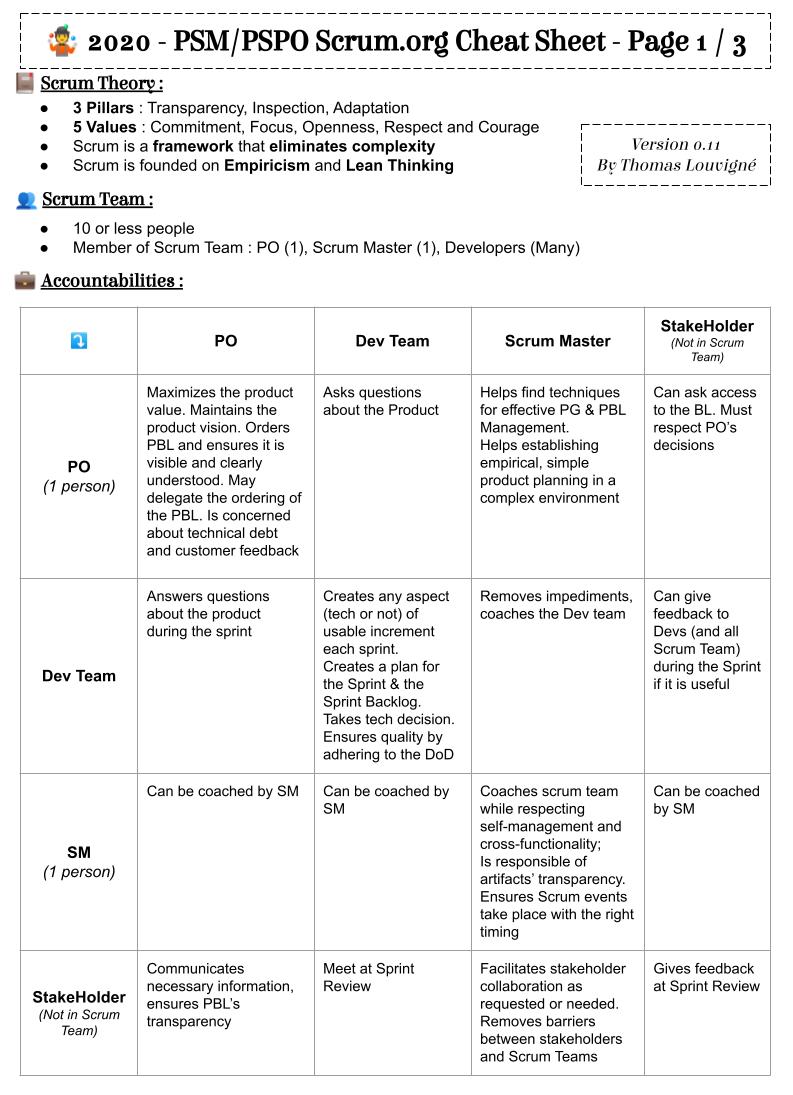 2020 - PSM/PSPO Scrum.org Cheat Sheet - Page 1 / 3
Scrum Theory :
● 3 Pillars : Transparency, Inspection, Adaptation
● 5 Values : Commitment, Focus, Openness, Respect and Courage
● Scrum is a framework that eliminates complexity
● Scrum is founded on Empiricism and Lean Thinking
Version 0.11
By Thomas Louvigné
Scrum Team :
● 10 or less people
● Member of Scrum Team : PO (1), Scrum Master (1), Developers (Many)
Accountabilities :
PO
Dev Team
Scrum Master
StakeHolder
(Not in Scrum
Team)
PO
(1 person)
Maximizes the product
value. Maintains the
product vision. Orders
PBL and ensures it is
visible and clearly
understood. May
delegate the ordering of
the PBL. Is concerned
about technical debt
and customer feedback
Asks questions
about the Product
Helps find techniques
for effective PG & PBL
Management.
Helps establishing
empirical, simple
product planning in a
complex environment
Can ask access
to the BL. Must
respect PO's
decisions
Dev Team
Answers questions
about the product
during the sprint
Creates any aspect
(tech or not) of
usable increment
each sprint.
Creates a plan for
the Sprint & the
Sprint Backlog.
Takes tech decision.
Ensures quality by
adhering to the DoD
Removes impediments,
coaches the Dev team
Can give
feedback to
Devs (and all
Scrum Team)
during the Sprint
if it is useful
SM
(1 person)
Can be coached by SM
Can be coached by
SM
Coaches scrum team
while respecting
self-management and
cross-functionality;
Is responsible of
artifacts' transparency.
Ensures Scrum events
take place with the right
timing
Can be coached
by SM
StakeHolder
(Not in Scrum
Team)
Communicates
necessary information,
ensures PBL's
transparency
Meet at Sprint
Review
Facilitates stakeholder
collaboration as
requested or needed.
Removes barriers
between stakeholders
and Scrum Teams
Gives feedback
at Sprint Review